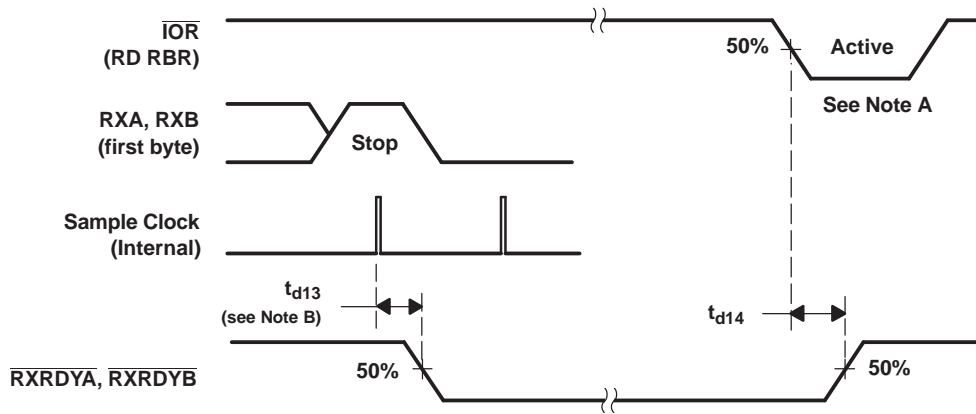 IOR
(RD RBR)
50%
Active
See Note A
RXA, RXB
(first byte)
Stop
Sample Clock
(Internal)
td13
(see Note B)
td14
RXRDYA, RXRDYB
50%
50%